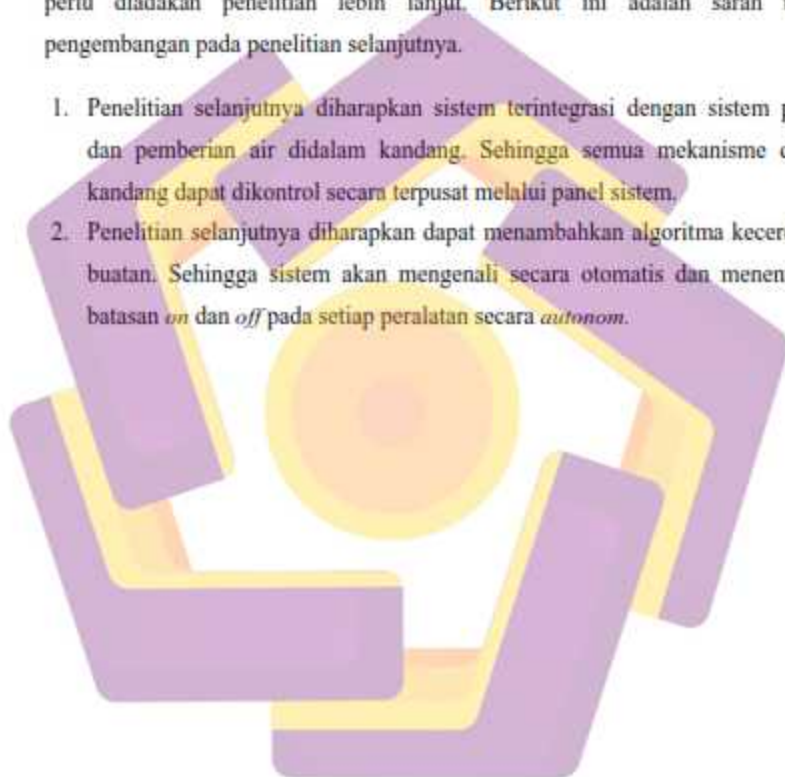 perlu diadakan penelitian lebih lanjut. Berikut ini adalah saran
pengembangan pada penelitian selanjutnya.
1. Penelitian selanjutnya diharapkan sistem terintegrasi dengan sistem
dan pemberian air didalam kandang. Sehingga semua mekanisme
kandang dapat dikontrol secara terpusat melalui panel sistem.
2. Penelitian selanjutnya diharapkan dapat menambahkan algoritma
buatan. Sehingga sistem akan mengenali secara otomatis dan
batasan on dan off pada setiap peralatan secara autonom.